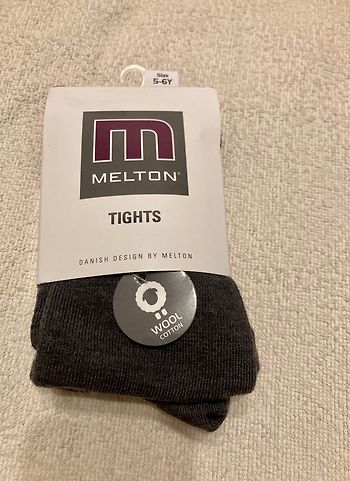 Size
5-6Y
m
MELTON®
TIGHTS
DANISH DESIGN BY MELTON
WOOL
COTTON